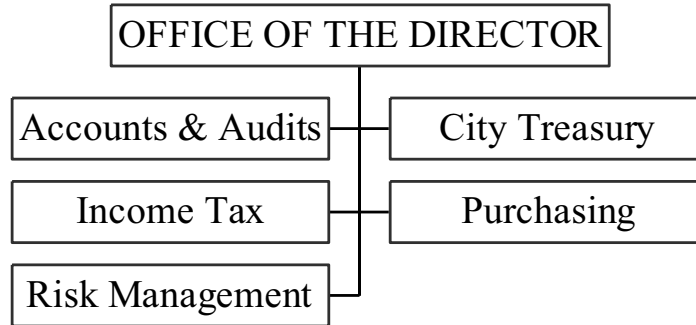 OFFICE OF THE DIRECTOR
Accounts & Audits
City Treasury
Income Tax
Purchasing
Risk Management